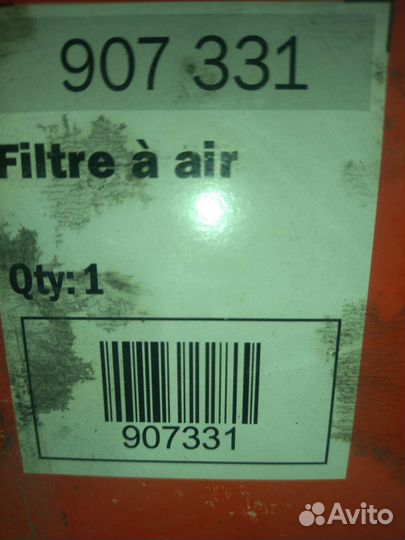 907 331
Filtre à air
Qty: 1
907331
Avito